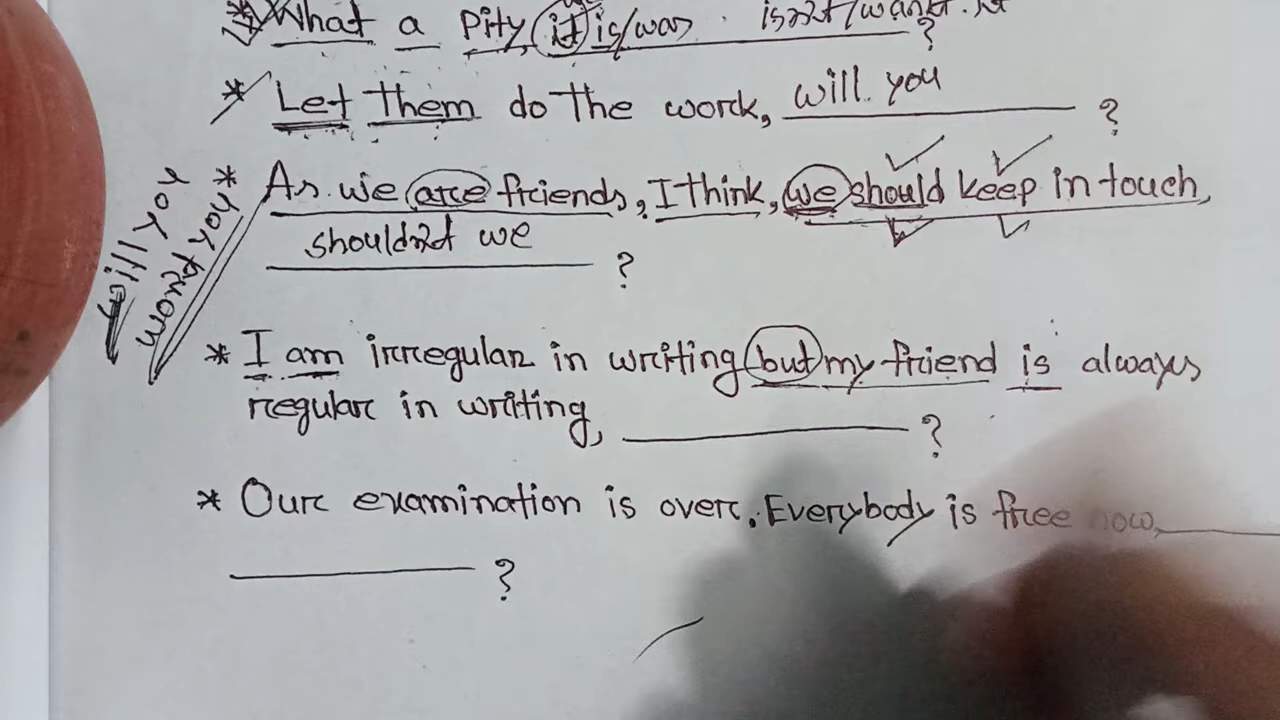 * What a Pity, it is/was. isn't/wasn't it ?
* Let them do the work, will you ?
* As we are friends, I think, we should keep in touch,
shouldn't we ?
* I am irregular in writing but my friend is always
regular in writing, ?
* Our examination is over. Everybody is free now,
?
will you
won't you